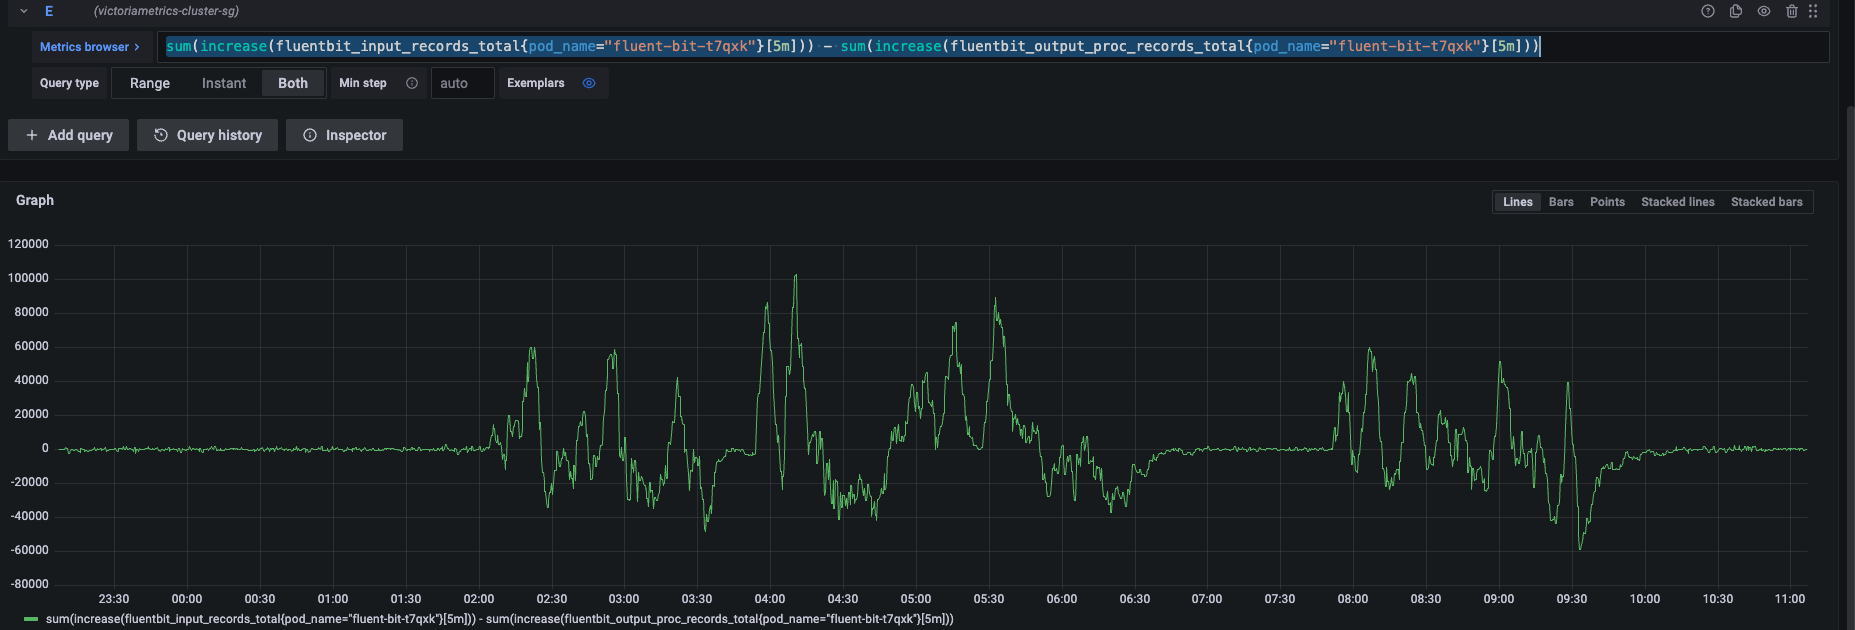 E (victoriametrics-cluster-sg)
Metrics browser > sum(increase(fluentbit_input_records_total{pod_name="fluent-bit-t7qxk"}[5m])) - sum(increase(fluentbit_output_proc_records_total{pod_name="fluent-bit-t7qxk"}[5m]))
Query type Range Instant Both Min step auto Exemplars
+ Add query Query history Inspector
Graph
Lines Bars Points Stacked lines Stacked bars
120000
100000
80000
60000
40000
20000
0
-20000
-40000
-60000
-80000
23:30 00:00 00:30 01:00 01:30 02:00 02:30 03:00 03:30 04:00 04:30 05:00 05:30 06:00 06:30 07:00 07:30 08:00 08:30 09:00 09:30 10:00 10:30 11:00
sum(increase(fluentbit_input_records_total{pod_name="fluent-bit-t7qxk"}[5m])) - sum(increase(fluentbit_output_proc_records_total{pod_name="fluent-bit-t7qxk"}[5m]))